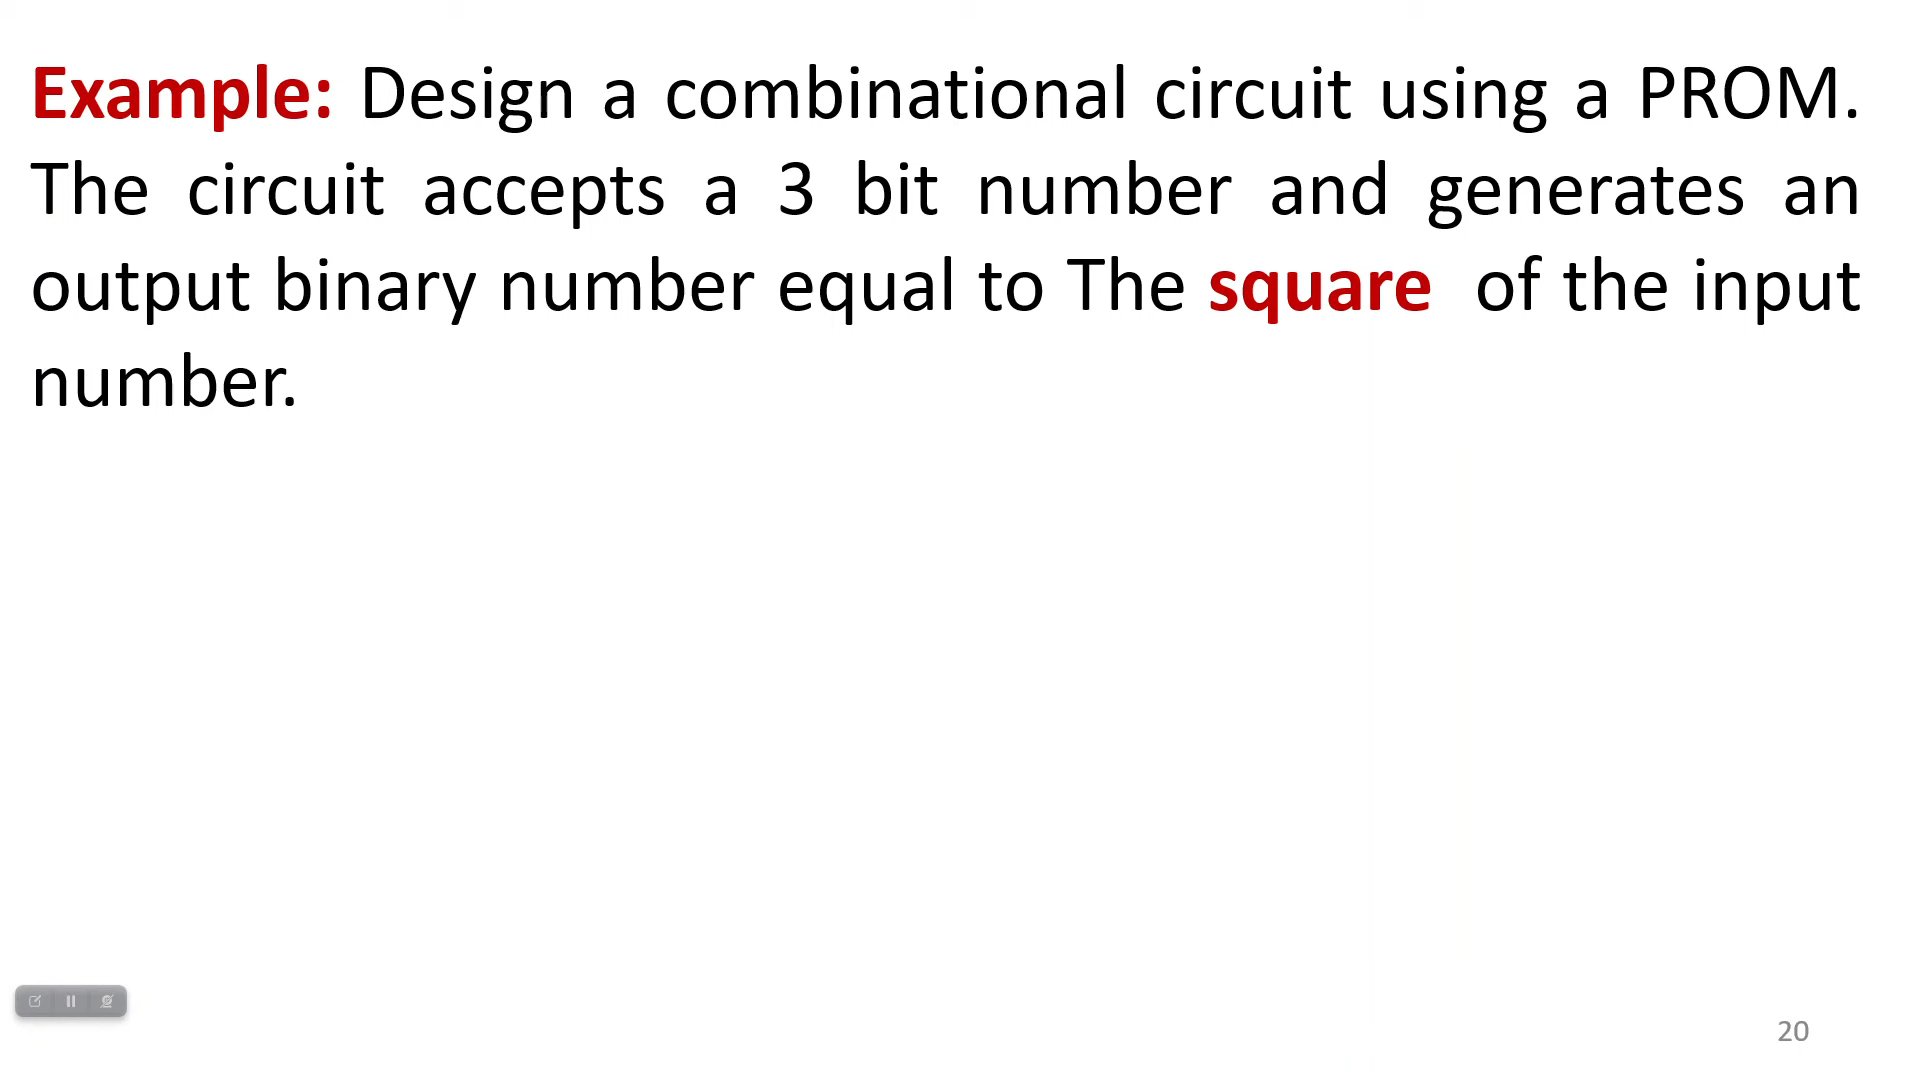 Example: Design a combinational circuit using a PROM.
The circuit accepts a 3 bit number and generates an
output binary number equal to The square of the input
number.
20